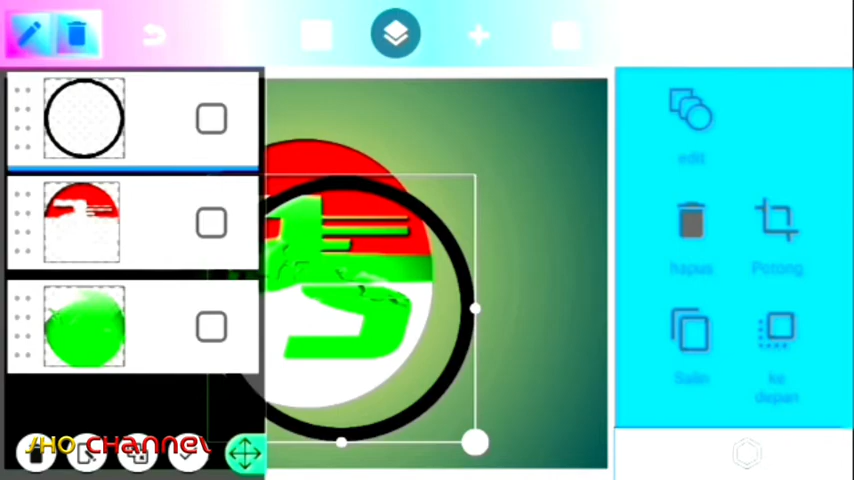 edit
hapus
Potong
Salin
ke
depan
SHO CHANNEL